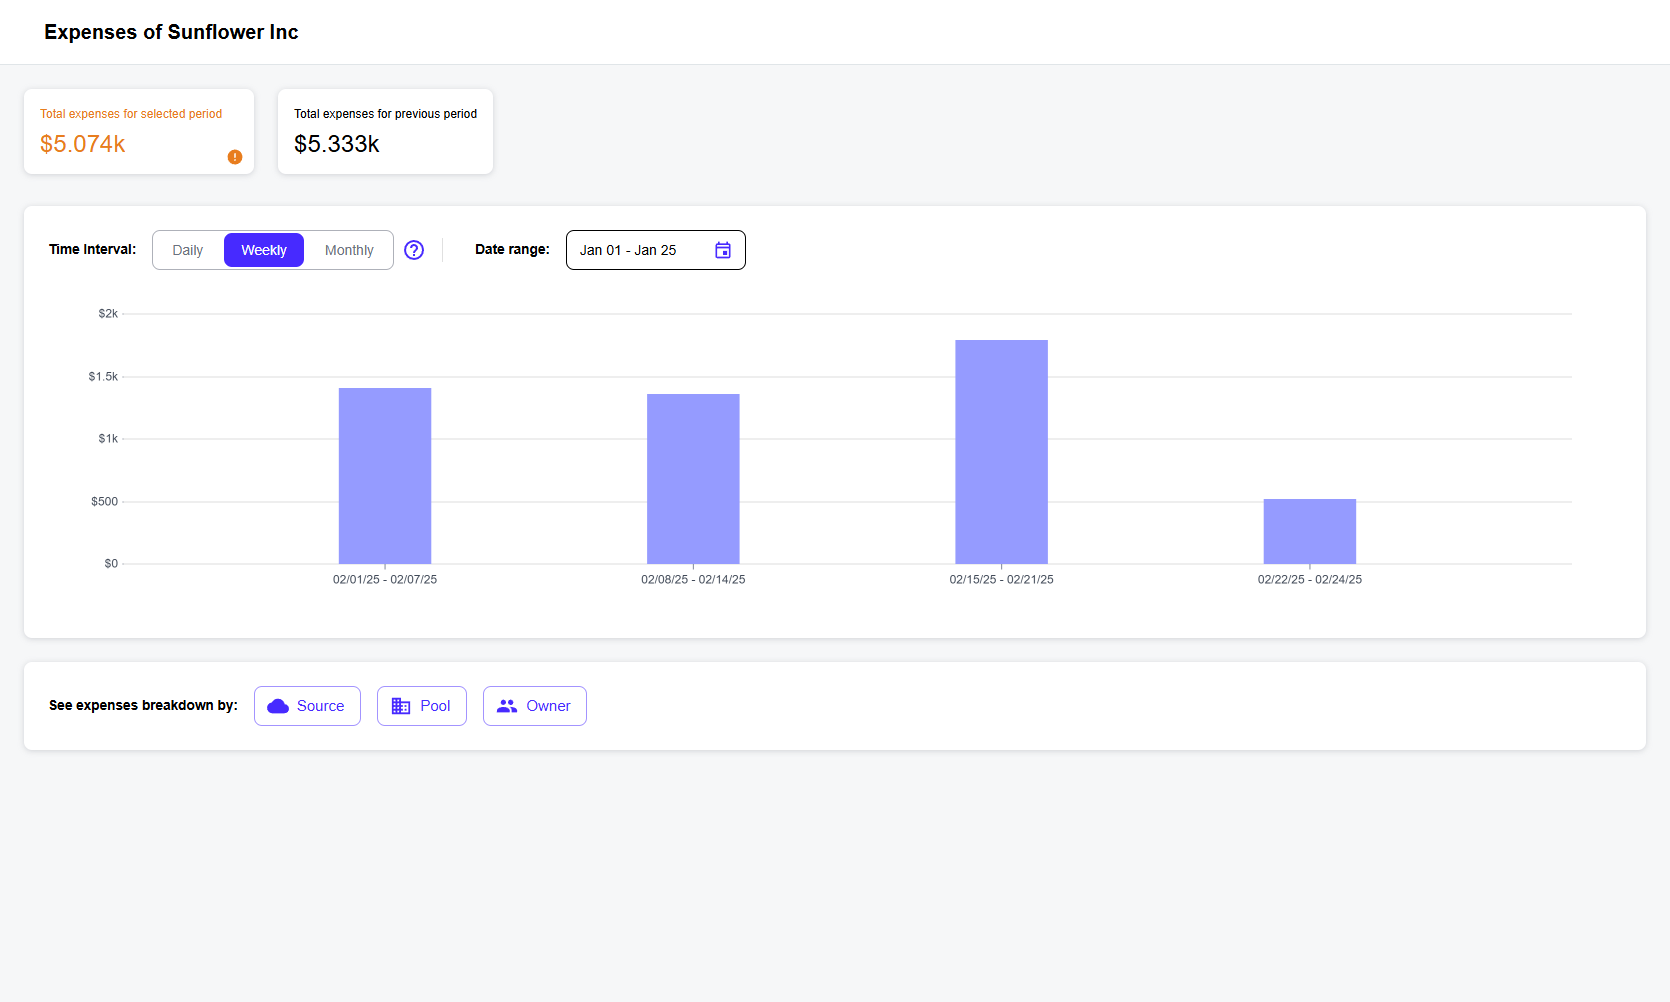 Expenses of Sunflower Inc
Total expenses for selected period
$5.074k
Total expenses for previous period
$5.333k
Time Interval:
Daily
Weekly
Monthly
Date range:
Jan 01 - Jan 25
$2k
$1.5k
$1k
$500
$0
02/01/25 - 02/07/25
02/08/25 - 02/14/25
02/15/25 - 02/21/25
02/22/25 - 02/24/25
See expenses breakdown by:
Source
Pool
Owner